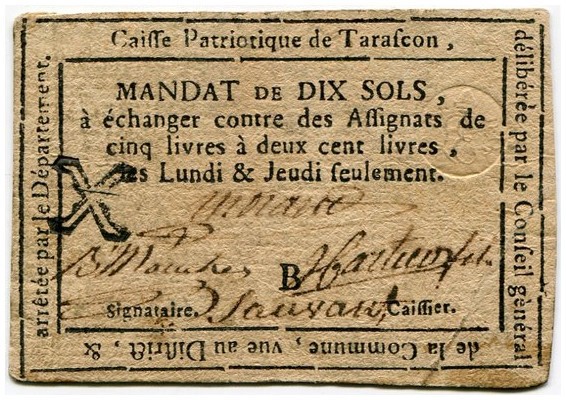 Caiſſe Patriotique de Taraſcon,
délibérée par le Conſeil gènéral
de la Commune, vue au Diſtrict, &
arrêtée par le Département.
MANDAT DE DIX SOLS,
à échanger contre des Aſſignats de
cinq livres à deux cent livres,
les Lundi & Jeudi ſeulement.
X
B
Sauvant
Signataire. Caiſſier.